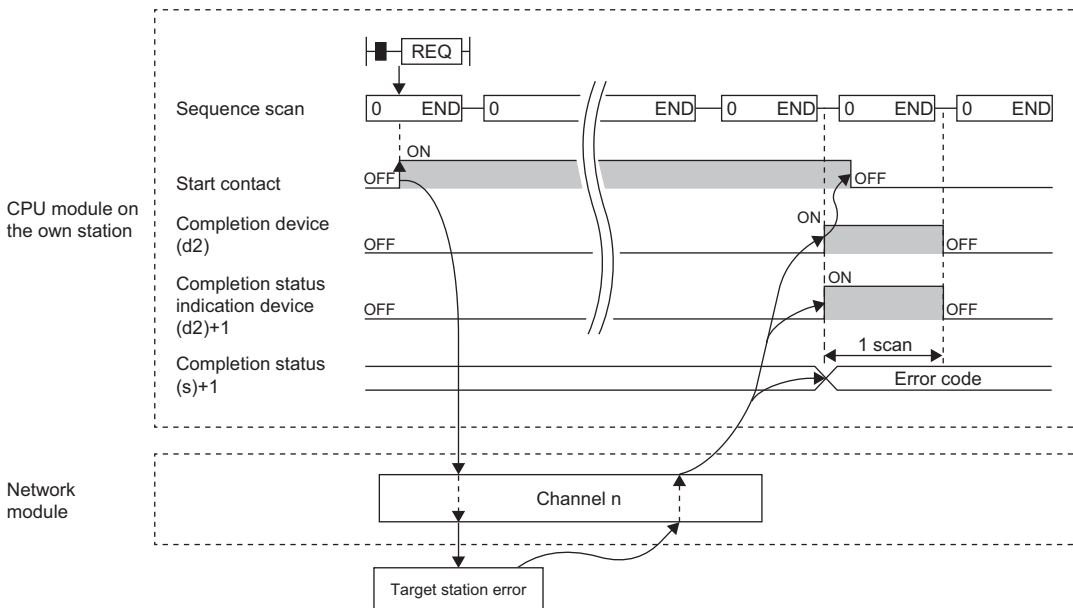 REQ
Sequence scan
0 END 0 END 0 END 0 END 0 END
ON
Start contact
OFF
OFF
CPU module on
the own station
Completion device
(d2)
ON
OFF
OFF
Completion status
indication device
(d2)+1
ON
OFF
OFF
1 scan
Completion status
(s)+1
Error code
Network
module
Channel n
Target station error